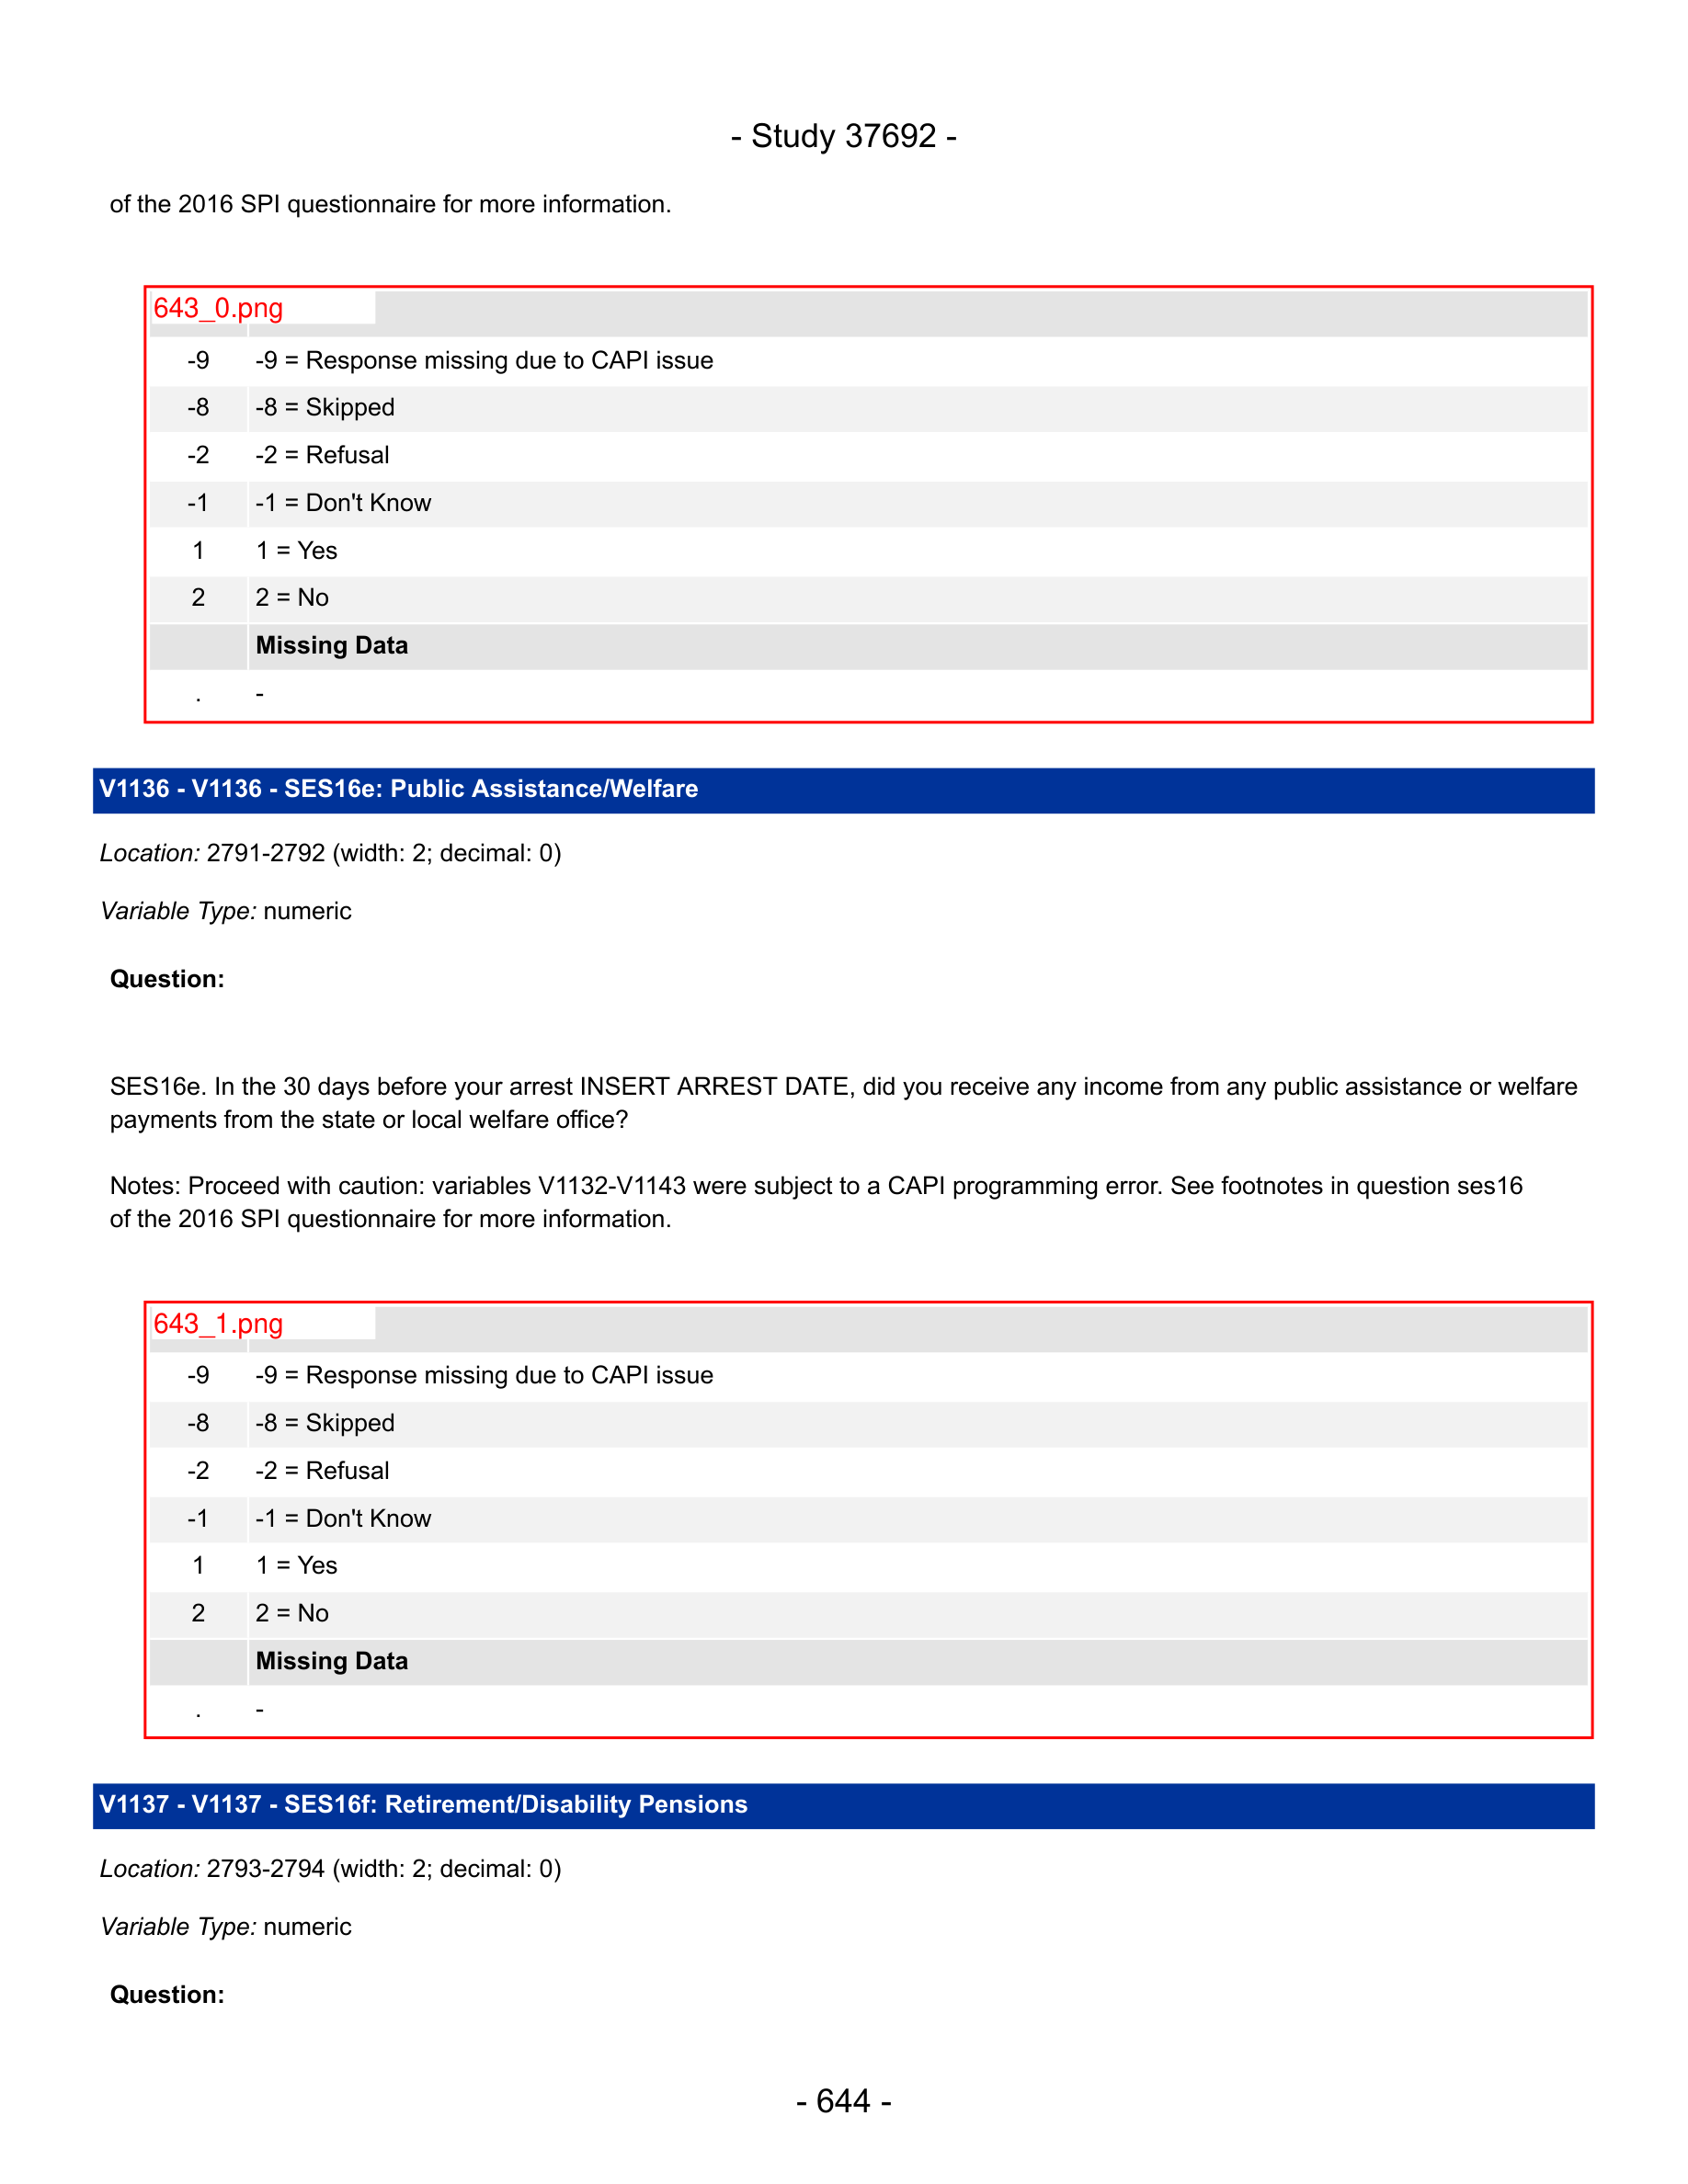 - Study 37692 -
of the 2016 SPI questionnaire for more information.
643_0.png
-9 -9 = Response missing due to CAPI issue
-8 -8 = Skipped
-2 -2 = Refusal
-1 -1 = Don't Know
1 1 = Yes
2 2 = No
Missing Data
. -
V1136 - V1136 - SES16e: Public Assistance/Welfare
Location: 2791-2792 (width: 2; decimal: 0)
Variable Type: numeric
Question:
SES16e. In the 30 days before your arrest INSERT ARREST DATE, did you receive any income from any public assistance or welfare
payments from the state or local welfare office?
Notes: Proceed with caution: variables V1132-V1143 were subject to a CAPI programming error. See footnotes in question ses16
of the 2016 SPI questionnaire for more information.
643_1.png
-9 -9 = Response missing due to CAPI issue
-8 -8 = Skipped
-2 -2 = Refusal
-1 -1 = Don't Know
1 1 = Yes
2 2 = No
Missing Data
. -
V1137 - V1137 - SES16f: Retirement/Disability Pensions
Location: 2793-2794 (width: 2; decimal: 0)
Variable Type: numeric
Question:
- 644 -